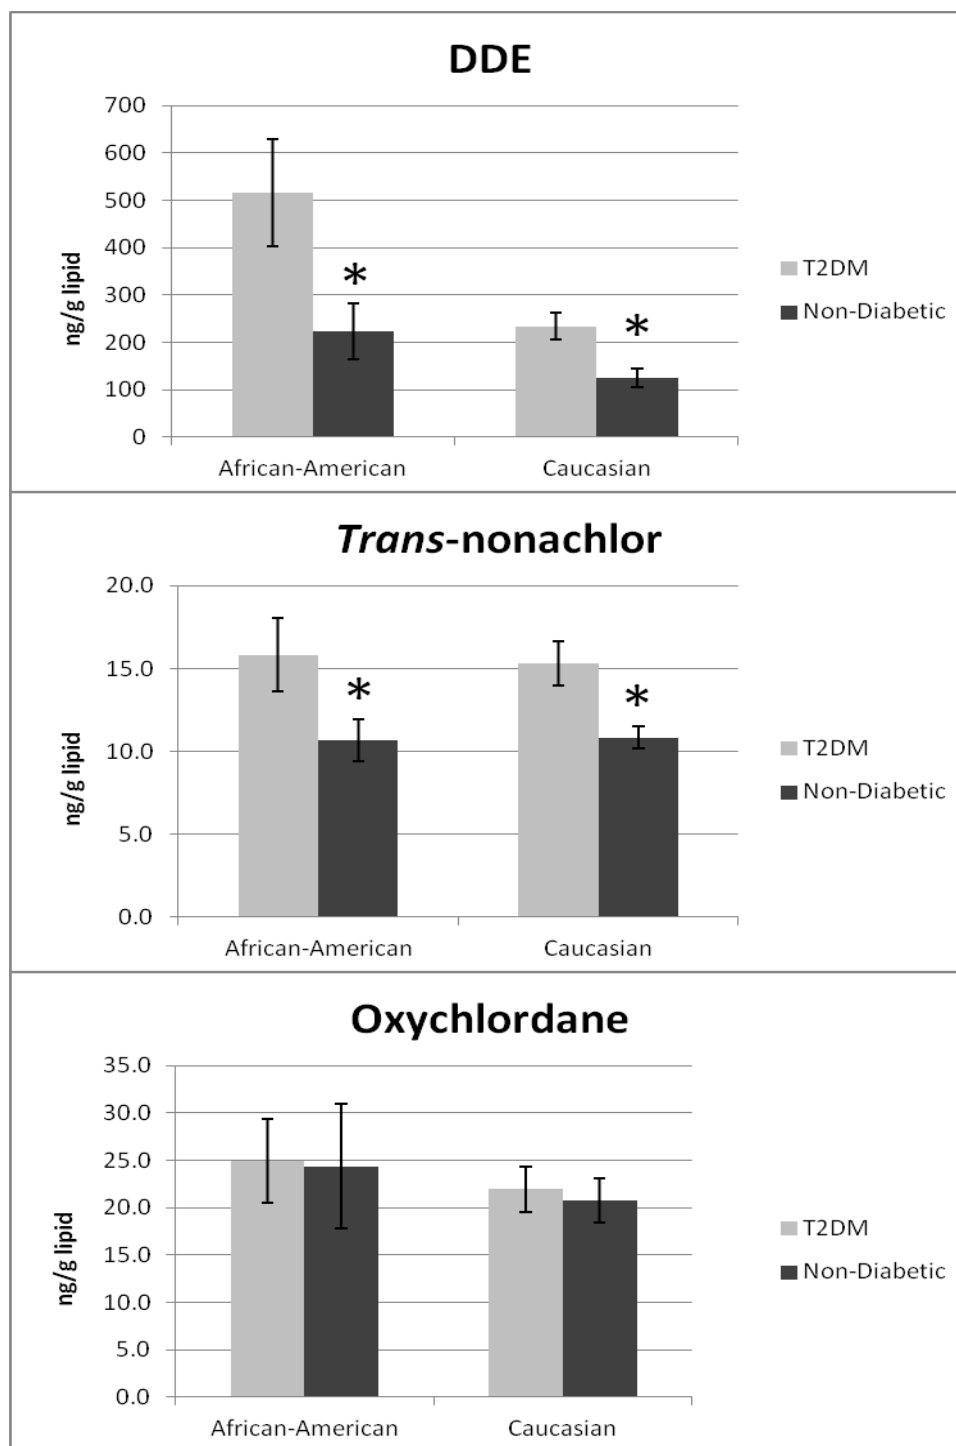 DDE
700
600
500
400
300
200
100
0
ng/g lipid
*
*
African-American
Caucasian
T2DM
Non-Diabetic
Trans-nonachlor
20.0
15.0
10.0
5.0
0.0
ng/g lipid
*
*
African-American
Caucasian
T2DM
Non-Diabetic
Oxychlordane
35.0
30.0
25.0
20.0
15.0
10.0
5.0
0.0
ng/g lipid
African-American
Caucasian
T2DM
Non-Diabetic